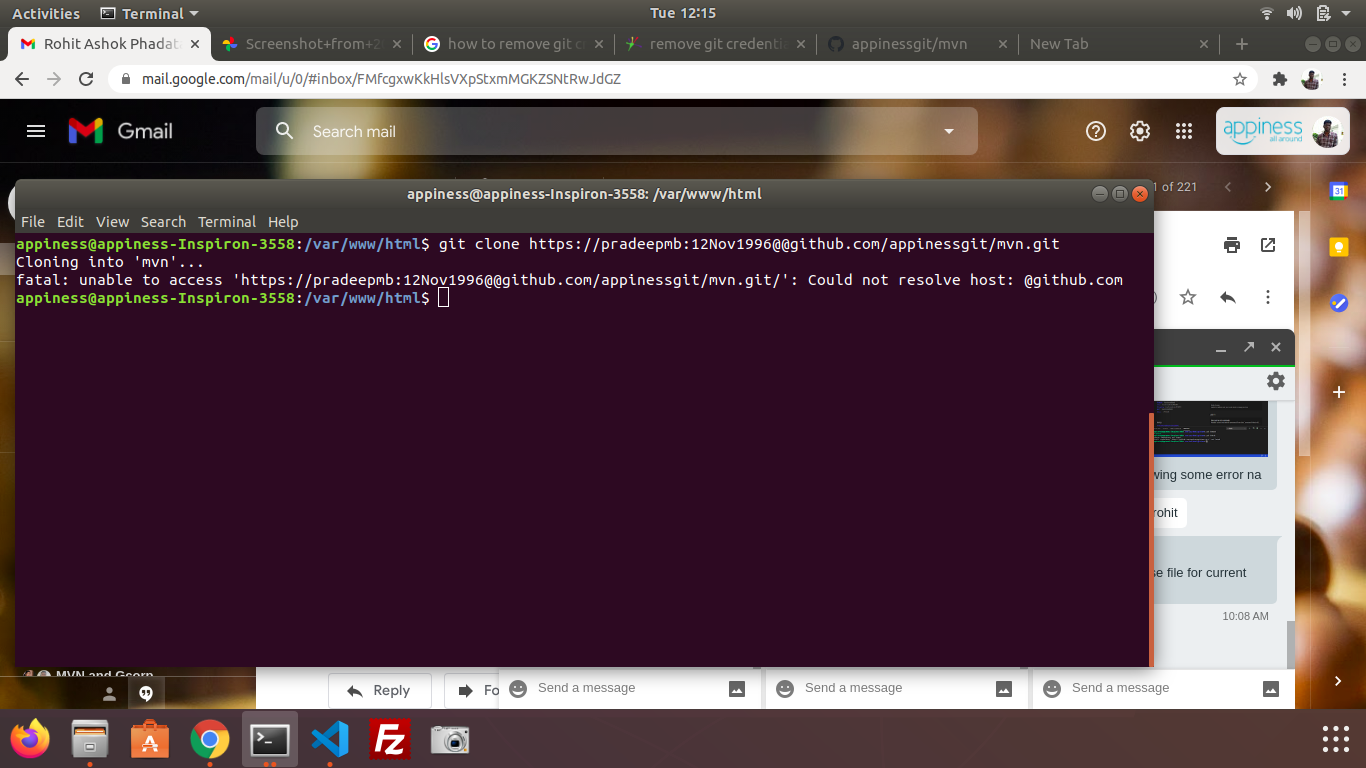 Activities Terminal Tue 12:15
Rohit Ashok Phadat Screenshot+from+2 how to remove git c remove git credenti appinessgit/mvn New Tab
mail.google.com/mail/u/0/#inbox/FMfcgxwKkHlsVXpStxmMGKZSNtRwJdGZ
Gmail Search mail appiness
all around
appiness@appiness-Inspiron-3558: /var/www/html
of 221
File Edit View Search Terminal Help
appiness@appiness-Inspiron-3558:/var/www/html$ git clone https://pradeepmb:12Nov1996@@github.com/appinessgit/mvn.git
Cloning into 'mvn'...
fatal: unable to access 'https://pradeepmb:12Nov1996@@github.com/appinessgit/mvn.git/': Could not resolve host: @github.com
appiness@appiness-Inspiron-3558:/var/www/html$
31
wing some error na
rohit
se file for current
10:08 AM
MVN and Gcorp
Reply Fo Send a message Send a message Send a message
Fz